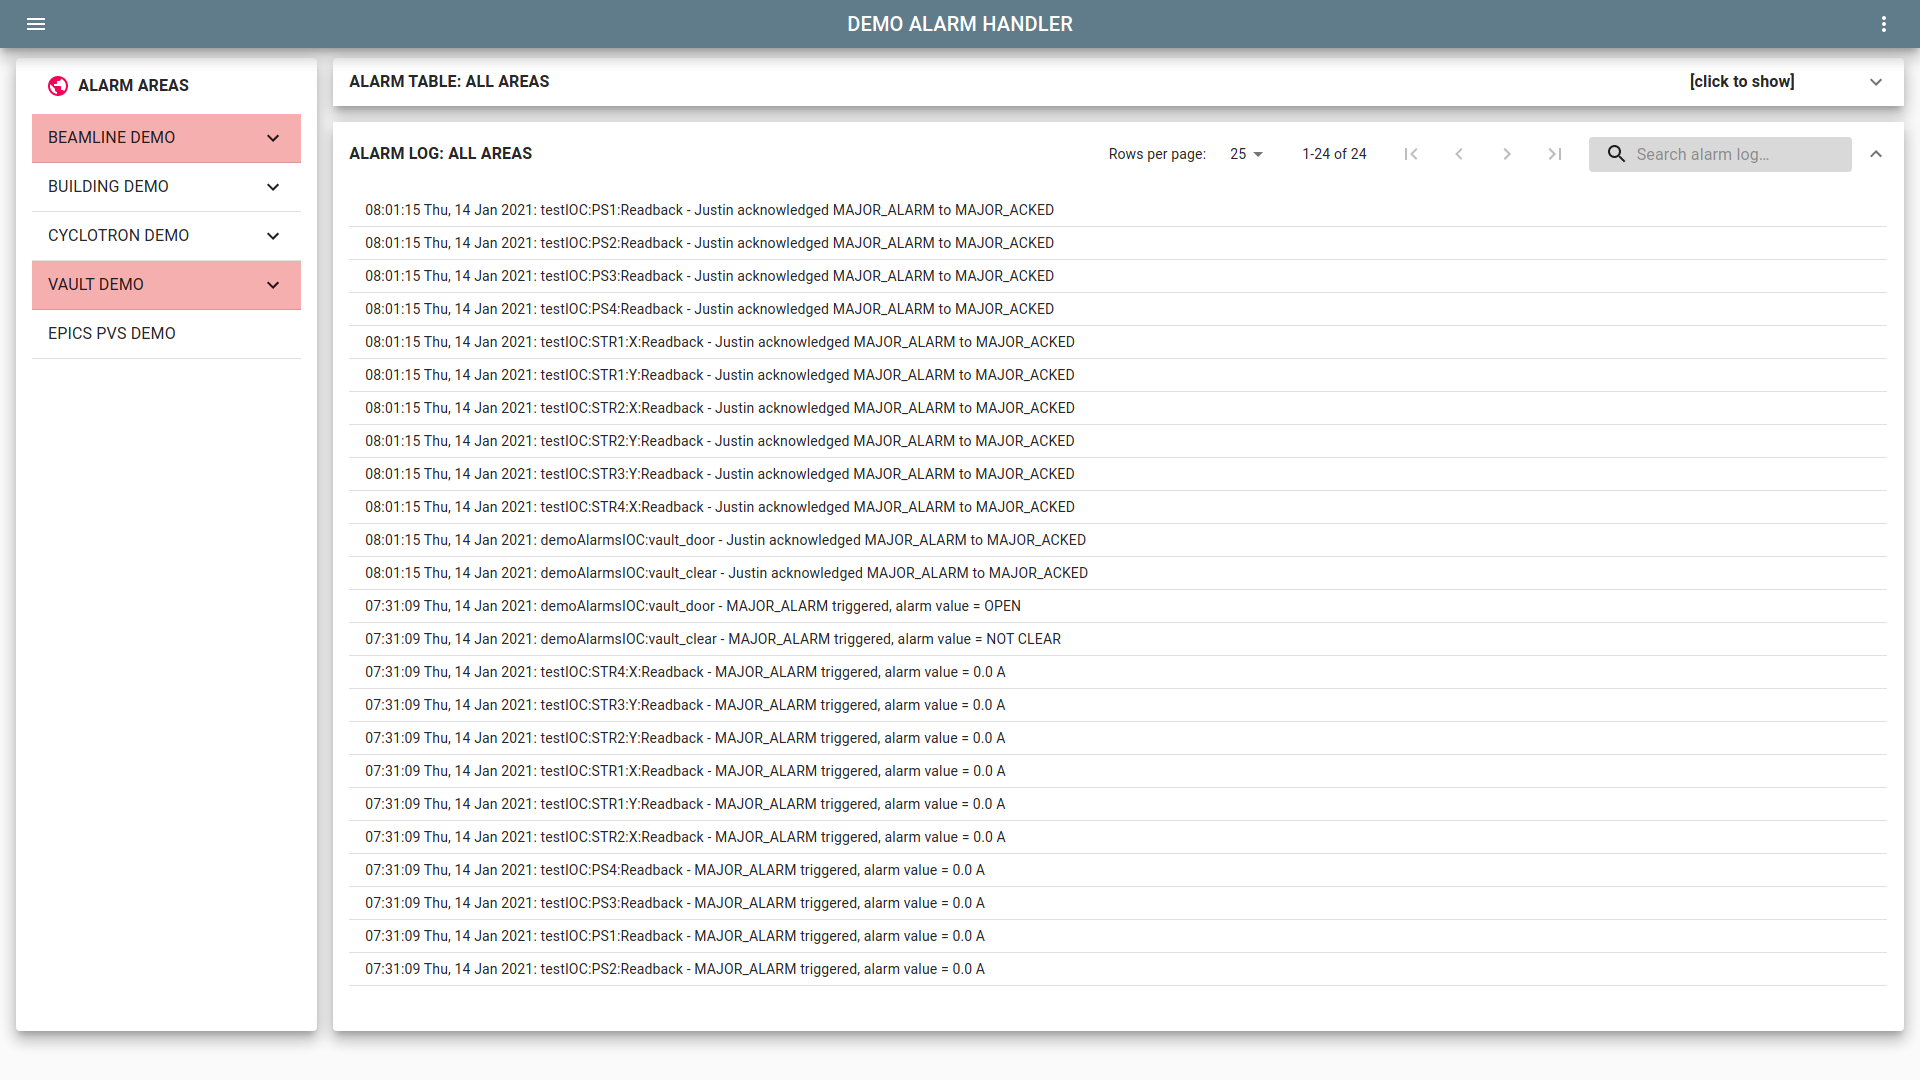 DEMO ALARM HANDLER
ALARM AREAS
BEAMLINE DEMO
BUILDING DEMO
CYCLOTRON DEMO
VAULT DEMO
EPICS PVS DEMO
ALARM TABLE: ALL AREAS [click to show]
ALARM LOG: ALL AREAS Rows per page: 25 1-24 of 24 Search alarm log...
08:01:15 Thu, 14 Jan 2021: testIOC:PS1:Readback - Justin acknowledged MAJOR_ALARM to MAJOR_ACKED
08:01:15 Thu, 14 Jan 2021: testIOC:PS2:Readback - Justin acknowledged MAJOR_ALARM to MAJOR_ACKED
08:01:15 Thu, 14 Jan 2021: testIOC:PS3:Readback - Justin acknowledged MAJOR_ALARM to MAJOR_ACKED
08:01:15 Thu, 14 Jan 2021: testIOC:PS4:Readback - Justin acknowledged MAJOR_ALARM to MAJOR_ACKED
08:01:15 Thu, 14 Jan 2021: testIOC:STR1:X:Readback - Justin acknowledged MAJOR_ALARM to MAJOR_ACKED
08:01:15 Thu, 14 Jan 2021: testIOC:STR1:Y:Readback - Justin acknowledged MAJOR_ALARM to MAJOR_ACKED
08:01:15 Thu, 14 Jan 2021: testIOC:STR2:X:Readback - Justin acknowledged MAJOR_ALARM to MAJOR_ACKED
08:01:15 Thu, 14 Jan 2021: testIOC:STR2:Y:Readback - Justin acknowledged MAJOR_ALARM to MAJOR_ACKED
08:01:15 Thu, 14 Jan 2021: testIOC:STR3:Y:Readback - Justin acknowledged MAJOR_ALARM to MAJOR_ACKED
08:01:15 Thu, 14 Jan 2021: testIOC:STR4:X:Readback - Justin acknowledged MAJOR_ALARM to MAJOR_ACKED
08:01:15 Thu, 14 Jan 2021: demoAlarmsIOC:vault_door - Justin acknowledged MAJOR_ALARM to MAJOR_ACKED
08:01:15 Thu, 14 Jan 2021: demoAlarmsIOC:vault_clear - Justin acknowledged MAJOR_ALARM to MAJOR_ACKED
07:31:09 Thu, 14 Jan 2021: demoAlarmsIOC:vault_door - MAJOR_ALARM triggered, alarm value = OPEN
07:31:09 Thu, 14 Jan 2021: demoAlarmsIOC:vault_clear - MAJOR_ALARM triggered, alarm value = NOT CLEAR
07:31:09 Thu, 14 Jan 2021: testIOC:STR4:X:Readback - MAJOR_ALARM triggered, alarm value = 0.0 A
07:31:09 Thu, 14 Jan 2021: testIOC:STR3:Y:Readback - MAJOR_ALARM triggered, alarm value = 0.0 A
07:31:09 Thu, 14 Jan 2021: testIOC:STR2:Y:Readback - MAJOR_ALARM triggered, alarm value = 0.0 A
07:31:09 Thu, 14 Jan 2021: testIOC:STR1:X:Readback - MAJOR_ALARM triggered, alarm value = 0.0 A
07:31:09 Thu, 14 Jan 2021: testIOC:STR1:Y:Readback - MAJOR_ALARM triggered, alarm value = 0.0 A
07:31:09 Thu, 14 Jan 2021: testIOC:STR2:X:Readback - MAJOR_ALARM triggered, alarm value = 0.0 A
07:31:09 Thu, 14 Jan 2021: testIOC:PS4:Readback - MAJOR_ALARM triggered, alarm value = 0.0 A
07:31:09 Thu, 14 Jan 2021: testIOC:PS3:Readback - MAJOR_ALARM triggered, alarm value = 0.0 A
07:31:09 Thu, 14 Jan 2021: testIOC:PS1:Readback - MAJOR_ALARM triggered, alarm value = 0.0 A
07:31:09 Thu, 14 Jan 2021: testIOC:PS2:Readback - MAJOR_ALARM triggered, alarm value = 0.0 A